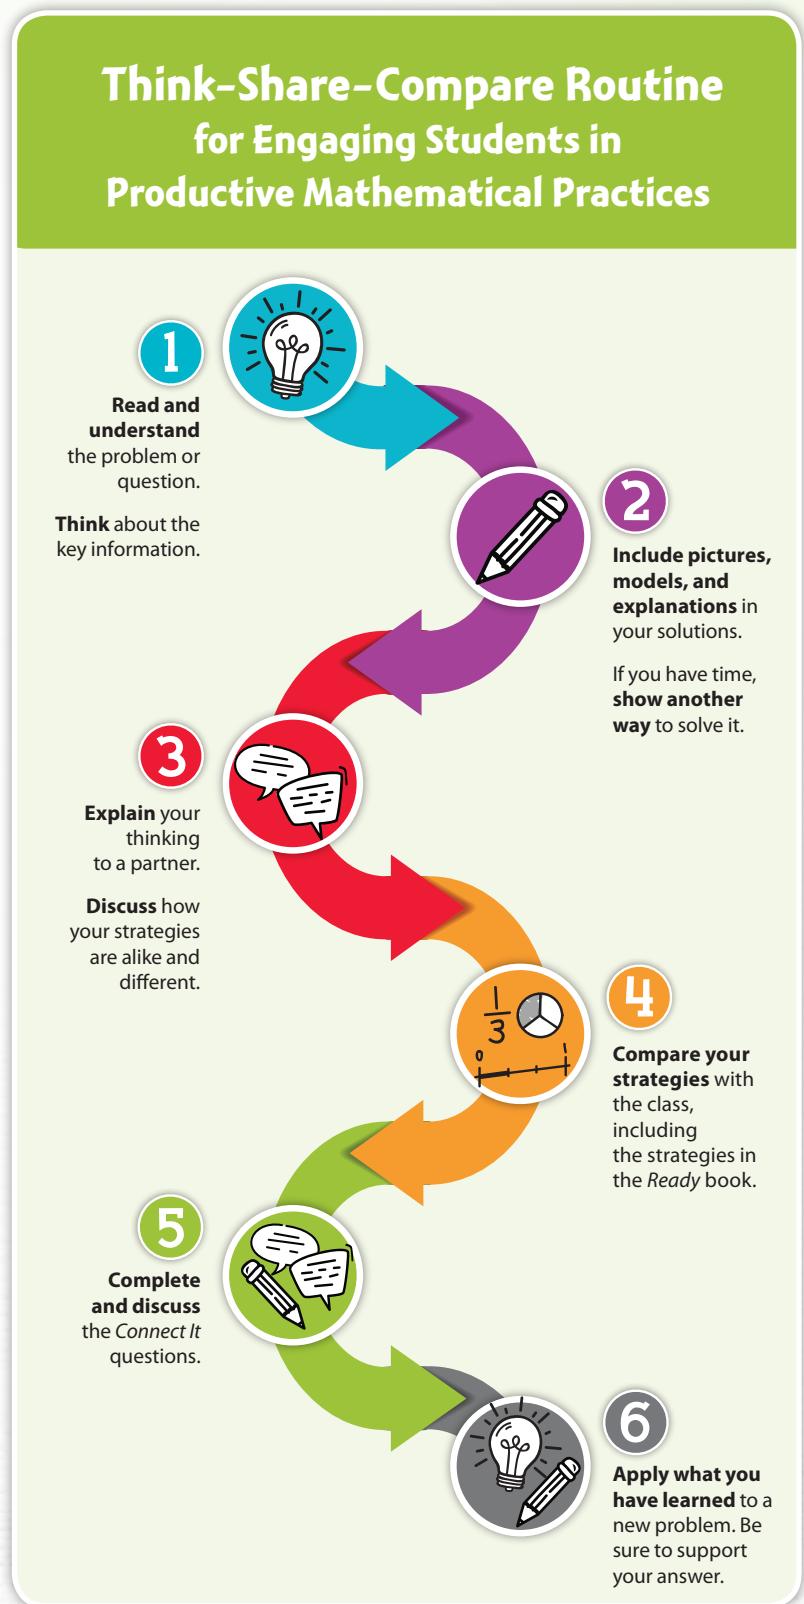 Think-Share-Compare Routine
for Engaging Students in
Productive Mathematical Practices
1
Read and
understand
the problem or
question.
Think about the
key information.
2
Include pictures,
models, and
explanations in
your solutions.
If you have time,
show another
way to solve it.
3
Explain your
thinking
to a partner.
Discuss how
your strategies
are alike and
different.
1
3
0
1
4
Compare your
strategies with
the class,
including
the strategies in
the Ready book.
5
Complete
and discuss
the Connect It
questions.
6
Apply what you
have learned to a
new problem. Be
sure to support
your answer.